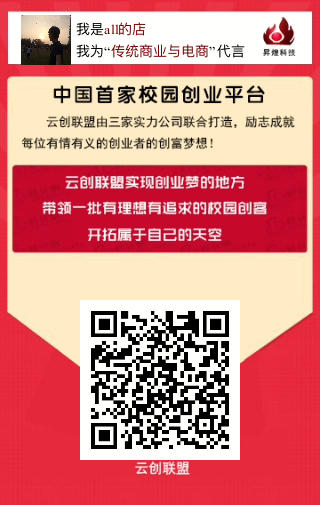 我是all的店
我为“传统商业与电商”代言
昇煌科技
中国首家校园创业平台
云创联盟由三家实力公司联合打造，励志成就
每位有情有义的创业者的创富梦想！
云创联盟实现创业梦的地方
带领一批有理想有追求的校园创客
开拓属于自己的天空
云创联盟